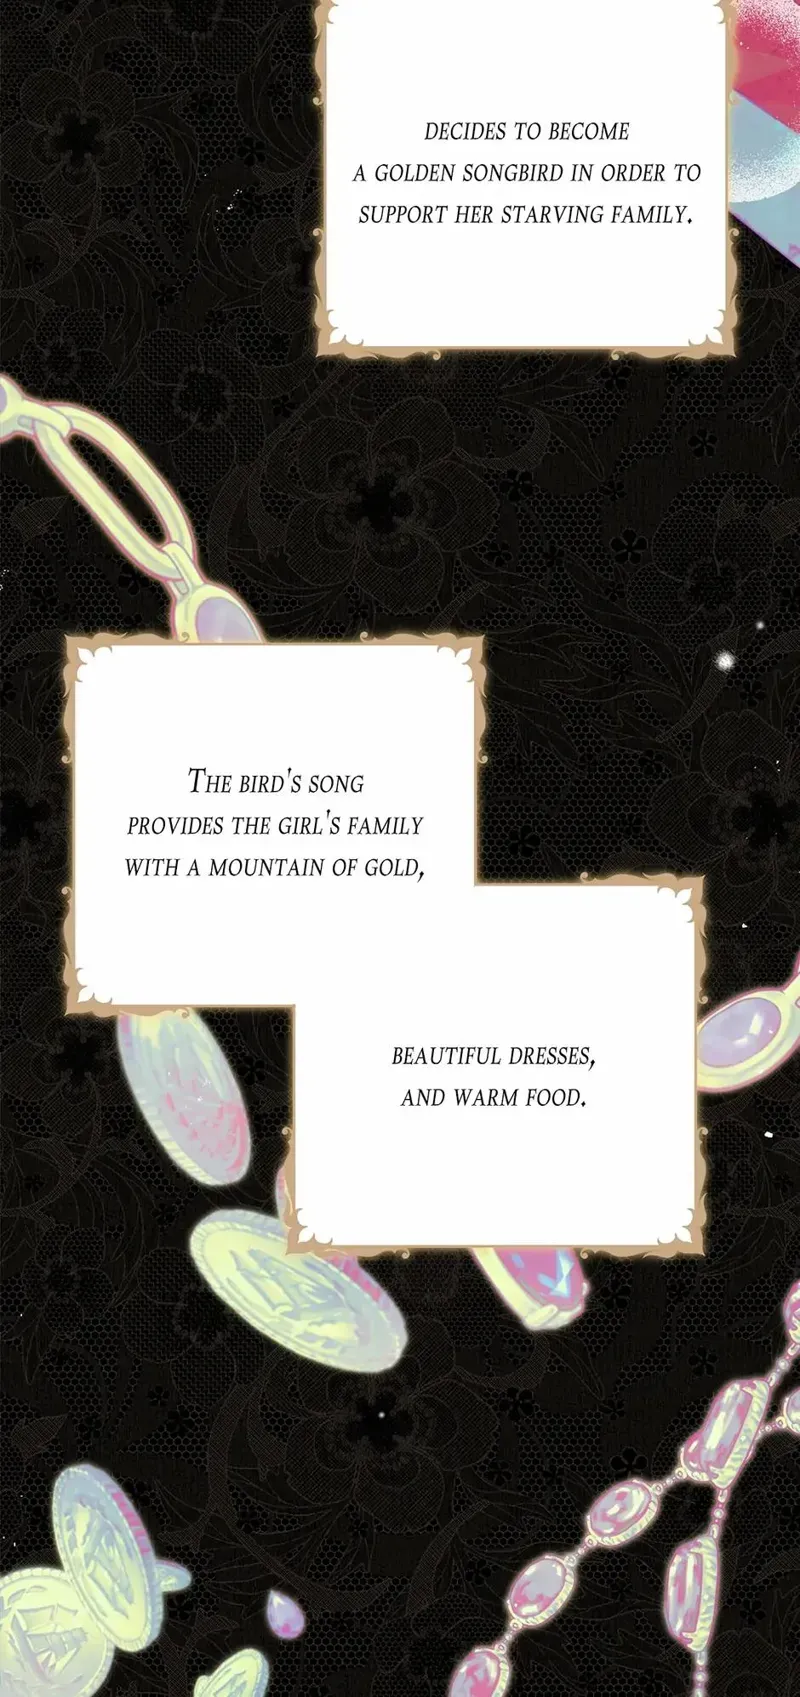 DECIDES TO BECOME
A GOLDEN SONGBIRD IN ORDER TO
SUPPORT HER STARVING FAMILY.
THE BIRD'S SONG
PROVIDES THE GIRL'S FAMILY
WITH A MOUNTAIN OF GOLD,
BEAUTIFUL DRESSES,
AND WARM FOOD.